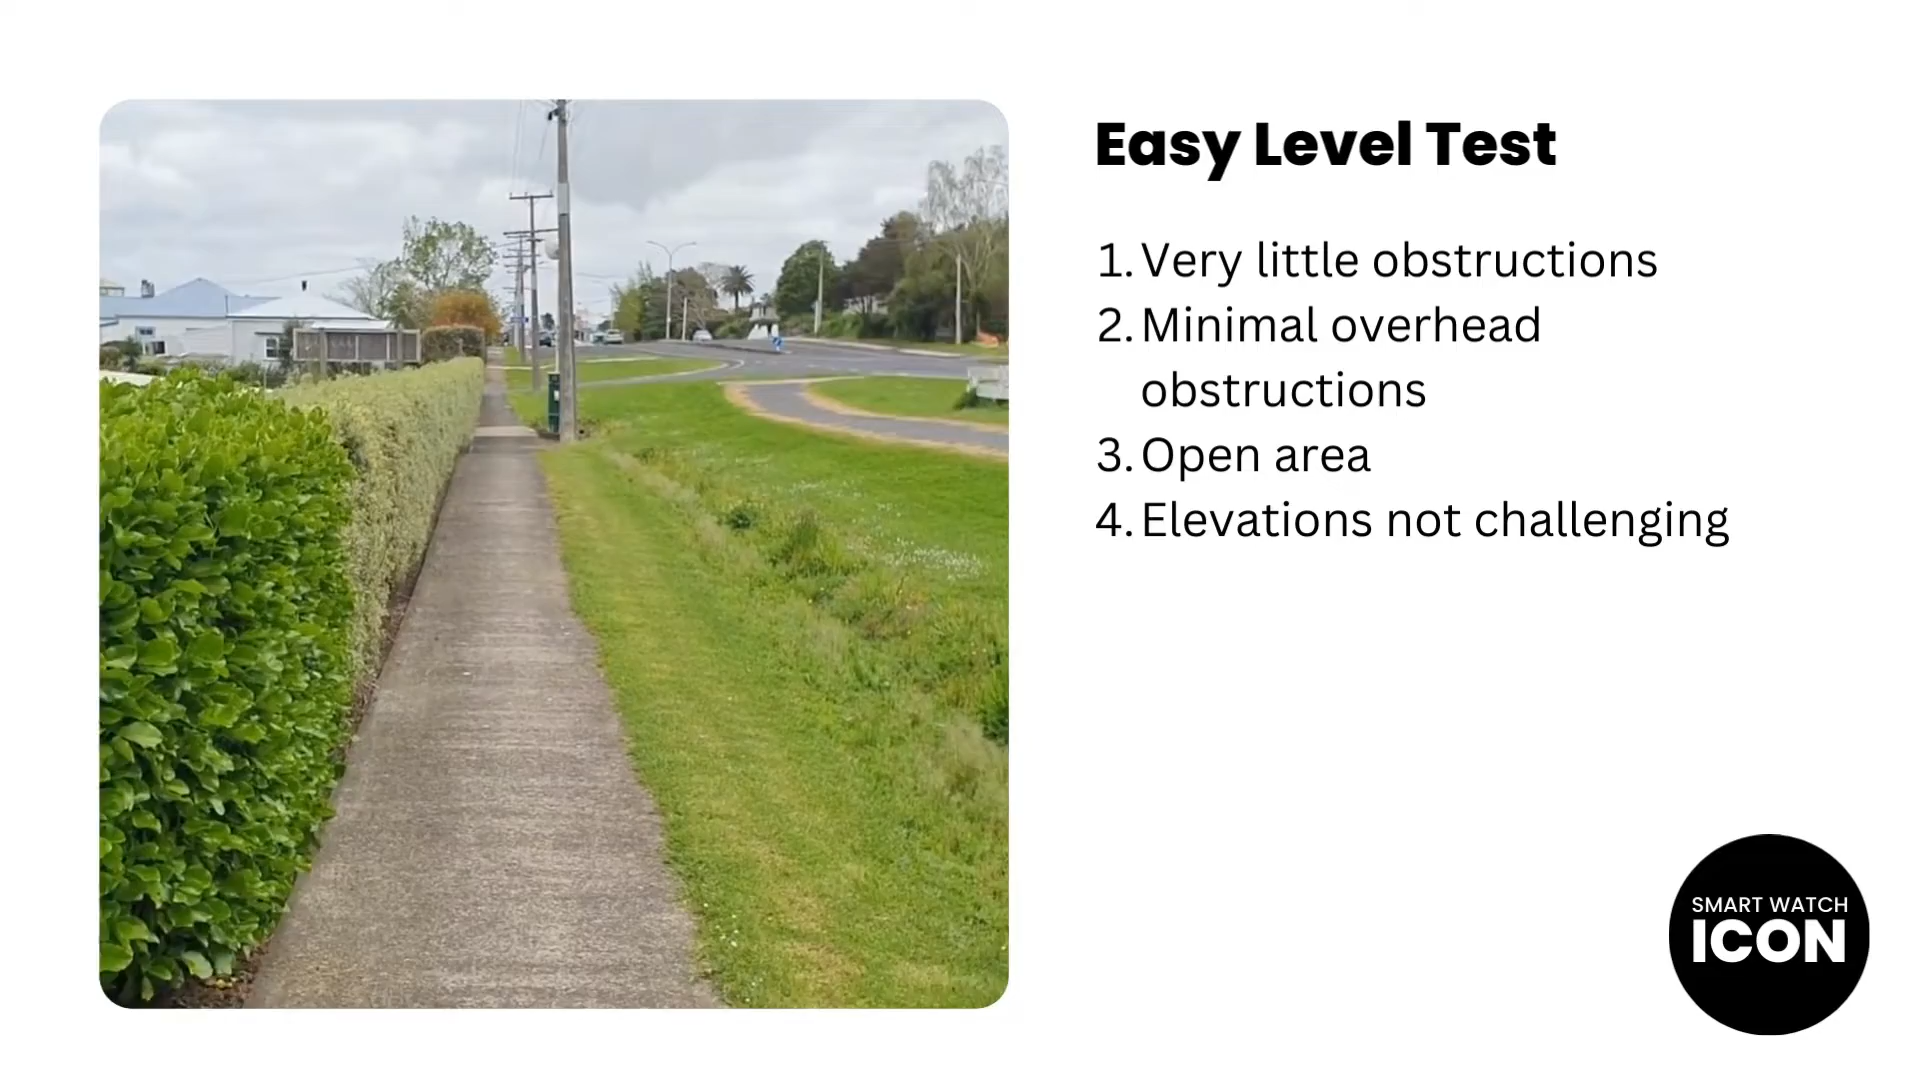 Easy Level Test
1. Very little obstructions
2. Minimal overhead
obstructions
3. Open area
4. Elevations not challenging
SMART WATCH
ICON